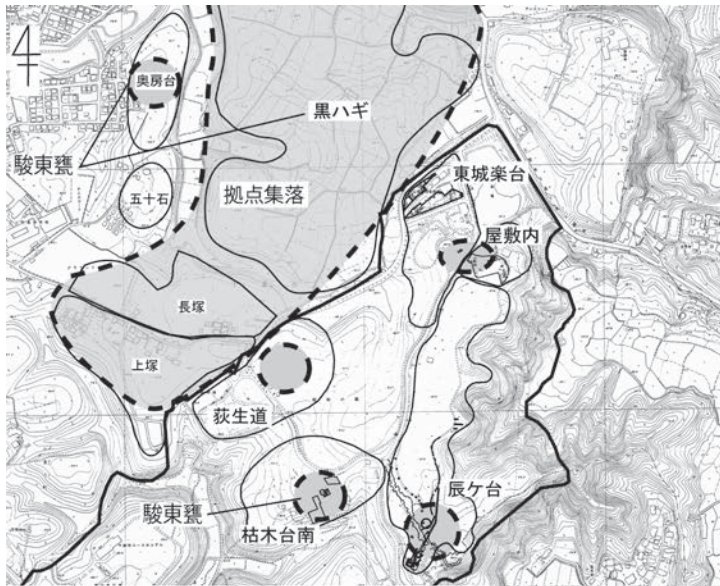 奥房台
黒ハギ
駿東甕
東城楽台
五十石
拠点集落
屋敷内
長塚
上塚
荻生道
辰ケ台
駿東甕
枯木台南